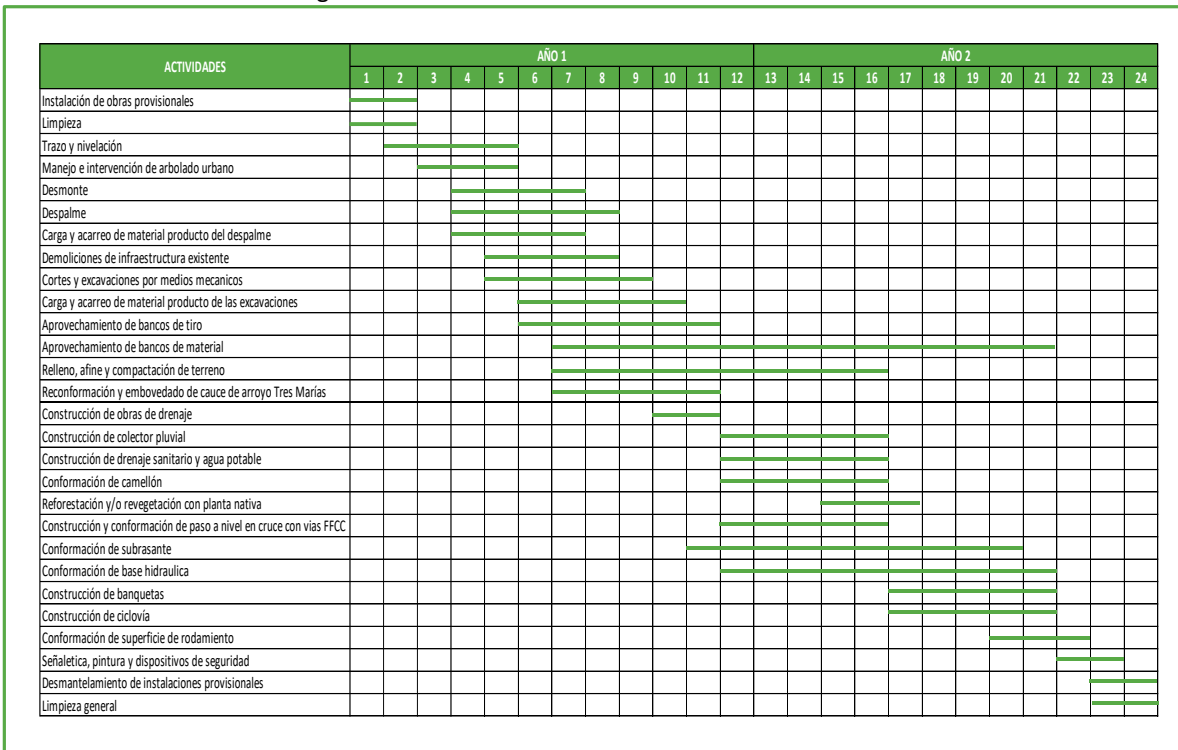 ACTIVIDADES
AÑO 1
AÑO 2
1 2 3 4 5 6 7 8 9 10 11 12 13 14 15 16 17 18 19 20 21 22 23 24
Instalación de obras provisionales
Limpieza
Trazo y nivelación
Manejo e intervención de arbolado urbano
Desmonte
Despalme
Carga y acarreo de material producto del despalme
Demoliciones de infraestructura existente
Cortes y excavaciones por medios mecanicos
Carga y acarreo de material producto de las excavaciones
Aprovechamiento de bancos de tiro
Aprovechamiento de bancos de material
Relleno, afine y compactación de terreno
Reconformación y embovedado de cauce de arroyo Tres Marías
Construcción de obras de drenaje
Construcción de colector pluvial
Construcción de drenaje sanitario y agua potable
Conformación de camellón
Reforestación y/o revegetación con planta nativa
Construcción y conformación de paso a nivel en cruce con vias FFCC
Conformación de subrasante
Conformación de base hidraulica
Construcción de banquetas
Construcción de ciclovía
Conformación de superficie de rodamiento
Señaletica, pintura y dispositivos de seguridad
Desmantelamiento de instalaciones provisionales
Limpieza general